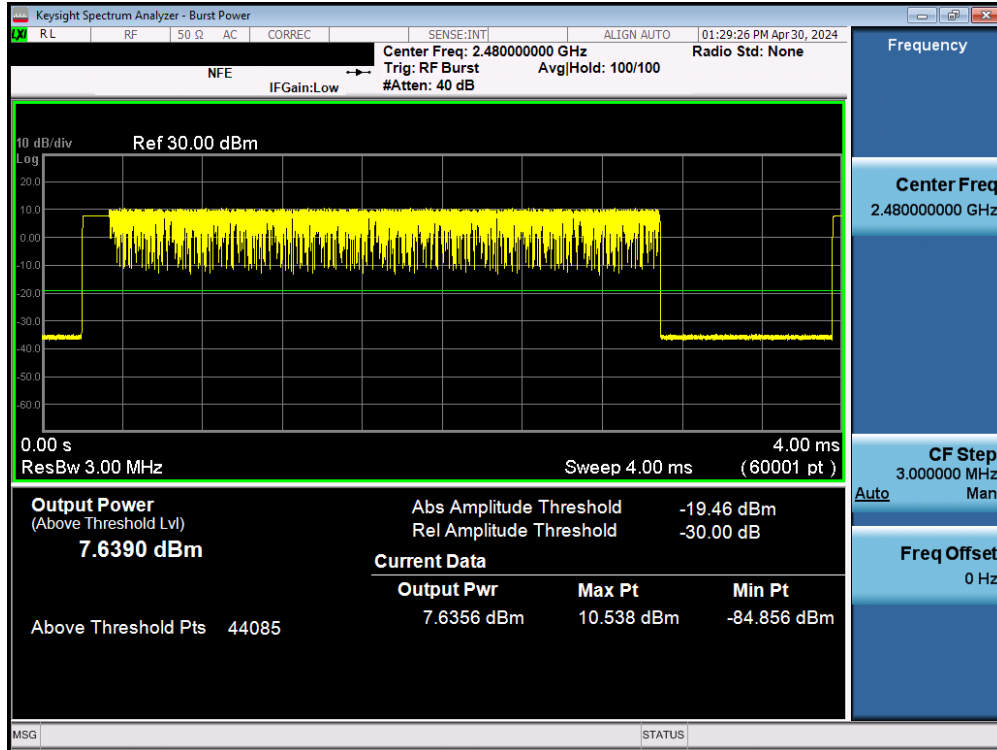 Keysight Spectrum Analyzer - Burst Power
LXI RL RF 50 Ω AC CORREC SENSE:INT ALIGN AUTO 01:29:26 PM Apr 30, 2024
Center Freq: 2.480000000 GHz Radio Std: None
NFE Trig: RF Burst Avg|Hold: 100/100
IFGain:Low #Atten: 40 dB
Frequency
10 dB/div Ref 30.00 dBm
Log
20.0
10.0
0.00
-10.0
-20.0
-30.0
-40.0
-50.0
-60.0
0.00 s 4.00 ms
ResBw 3.00 MHz Sweep 4.00 ms (60001 pt )
Output Power
(Above Threshold Lvl)
7.6390 dBm
Above Threshold Pts 44085
Abs Amplitude Threshold -19.46 dBm
Rel Amplitude Threshold -30.00 dB
Current Data
Output Pwr Max Pt Min Pt
7.6356 dBm 10.538 dBm -84.856 dBm
Center Freq
2.480000000 GHz
CF Step
3.000000 MHz
Auto Man
Freq Offset
0 Hz
MSG STATUS